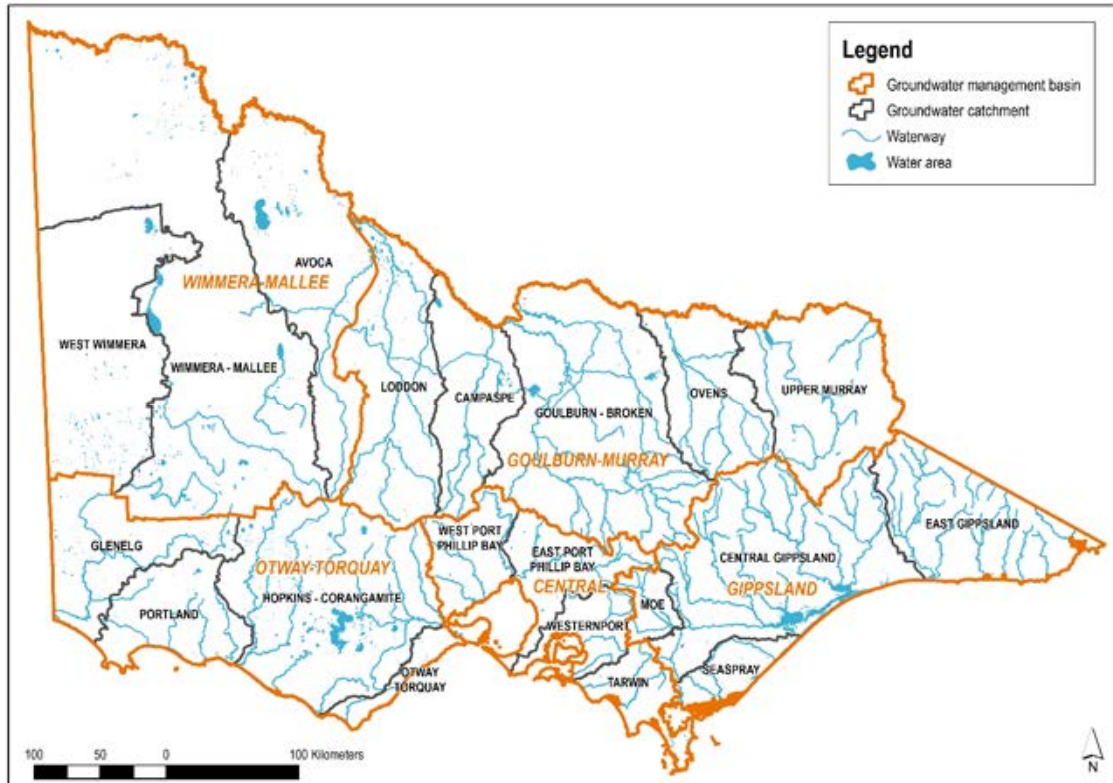 Legend
Groundwater management basin
Groundwater catchment
Waterway
Water area
AVOCA
WIMMERA-MALLEE
WEST WIMMERA
WIMMERA - MALLEE
LODDON
CAMPASPE
GOULBURN - BROKEN
OVENS
UPPER MURRAY
GOULBURN-MURRAY
GLENELG
WEST PORT
PHILLIP BAY
EAST PORT
PHILLIP BAY
CENTRAL GIPPSLAND
EAST GIPPSLAND
OTWAY-TORQUAY
CENTRAL
GIPPSLAND
HOPKINS - CORANGAMITE
PORTLAND
MOE
WESTERNPORT
OTWAY
TORQUAY
TARWIN
SEASPRAY
100 50 0 100 Kilometers
N